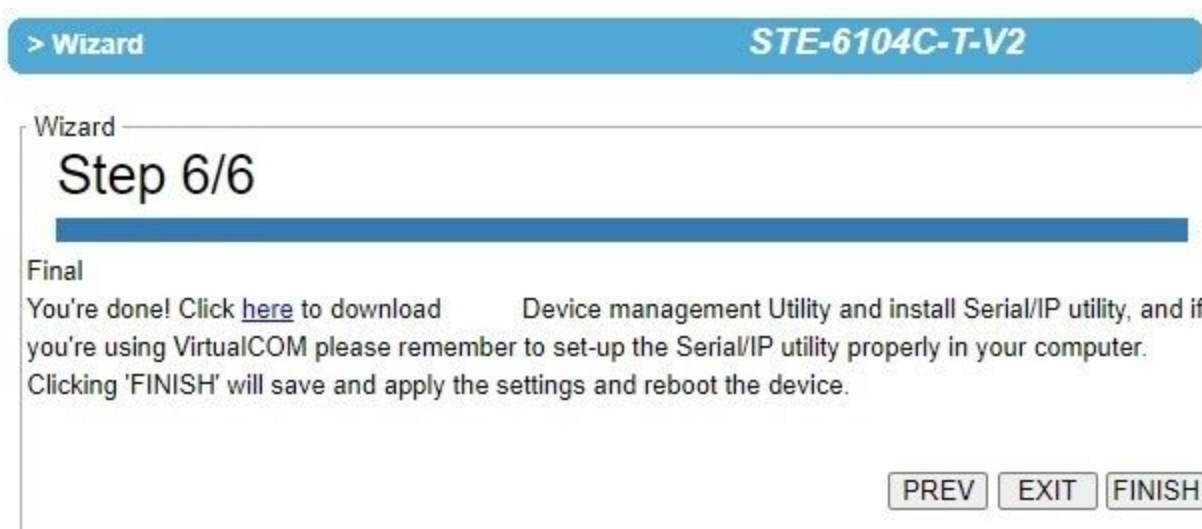 > Wizard
STE-6104C-T-V2
Wizard
Step 6/6
Final
You're done! Click here to download Device management Utility and install Serial/IP utility, and if
you're using VirtualCOM please remember to set-up the Serial/IP utility properly in your computer.
Clicking 'FINISH' will save and apply the settings and reboot the device.
PREV EXIT FINISH